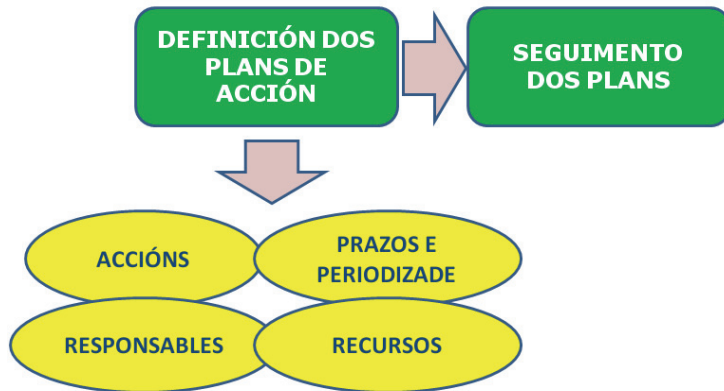 DEFINICIÓN DOS
PLANS DE
ACCIÓN
SEGUIMENTO
DOS PLANS
ACCIÓNS
PRAZOS E
PERIODIZADE
RESPONSABLES
RECURSOS